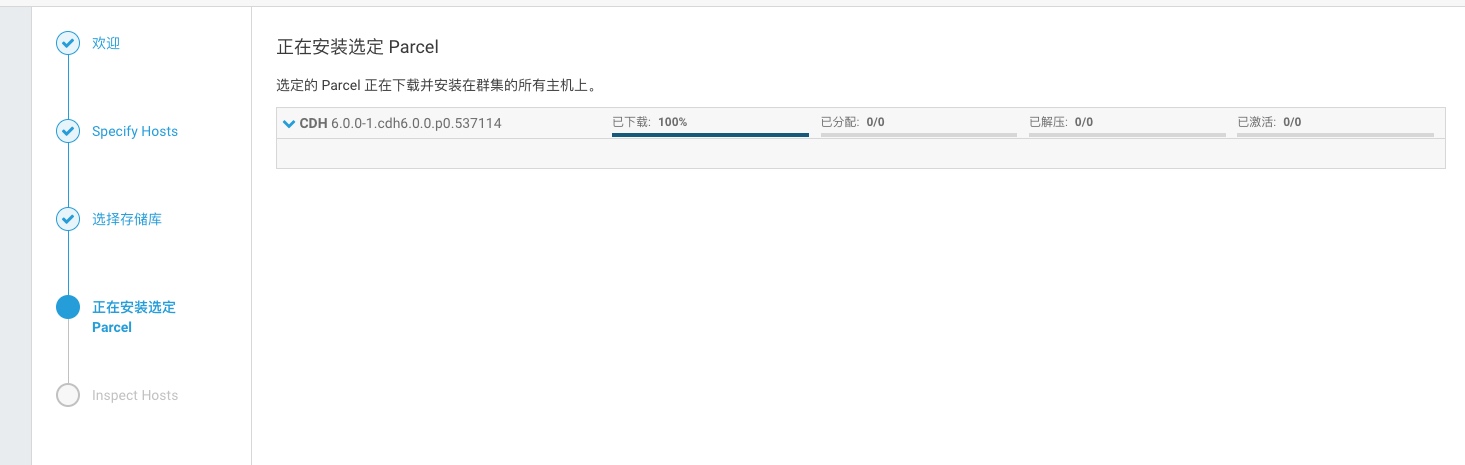 欢迎
Specify Hosts
选择存储库
正在安装选定
Parcel
Inspect Hosts
正在安装选定 Parcel
选定的 Parcel 正在下载并安装在群集的所有主机上。
CDH 6.0.0-1.cdh6.0.0.p0.537114 已下载: 100% 已分配: 0/0 已解压: 0/0 已激活: 0/0